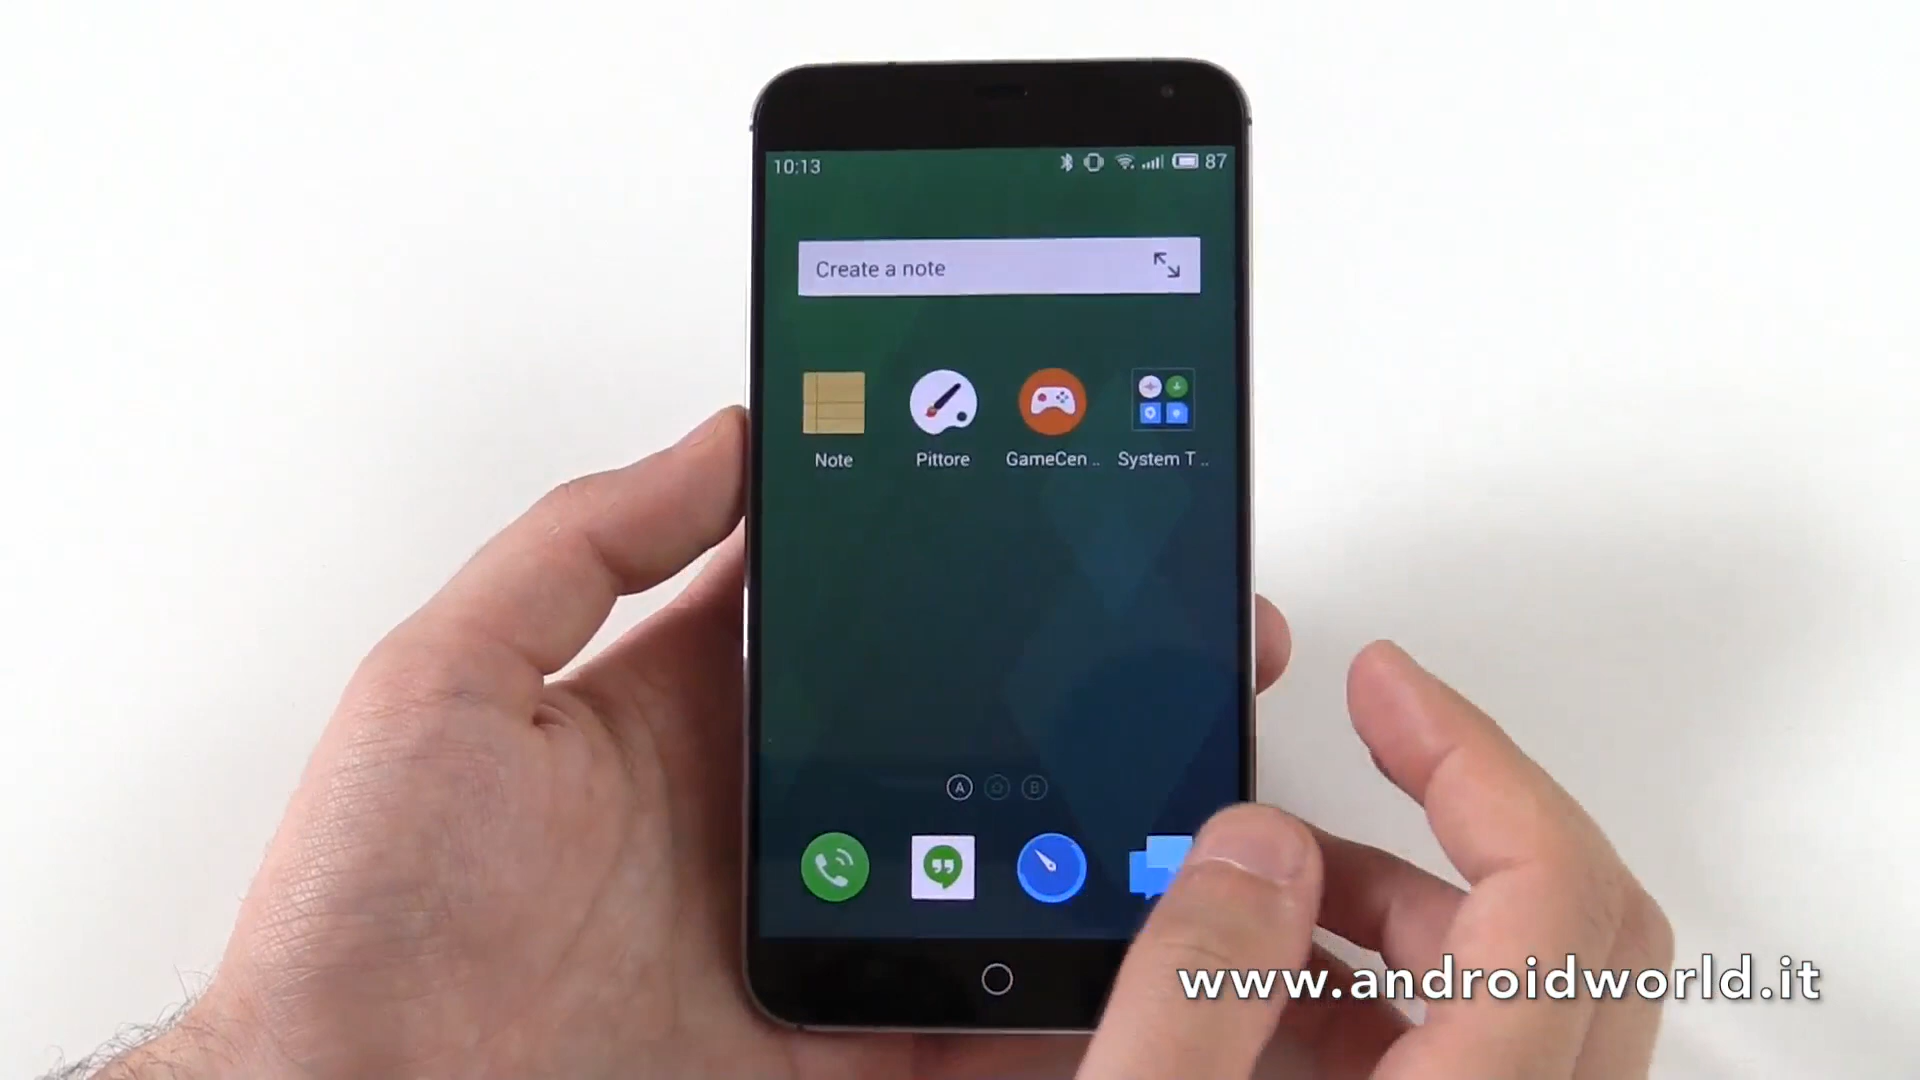 10:13
87
Create a note
Note
Pittore
GameCen ..
System T ..
A
B
www.androidworld.it